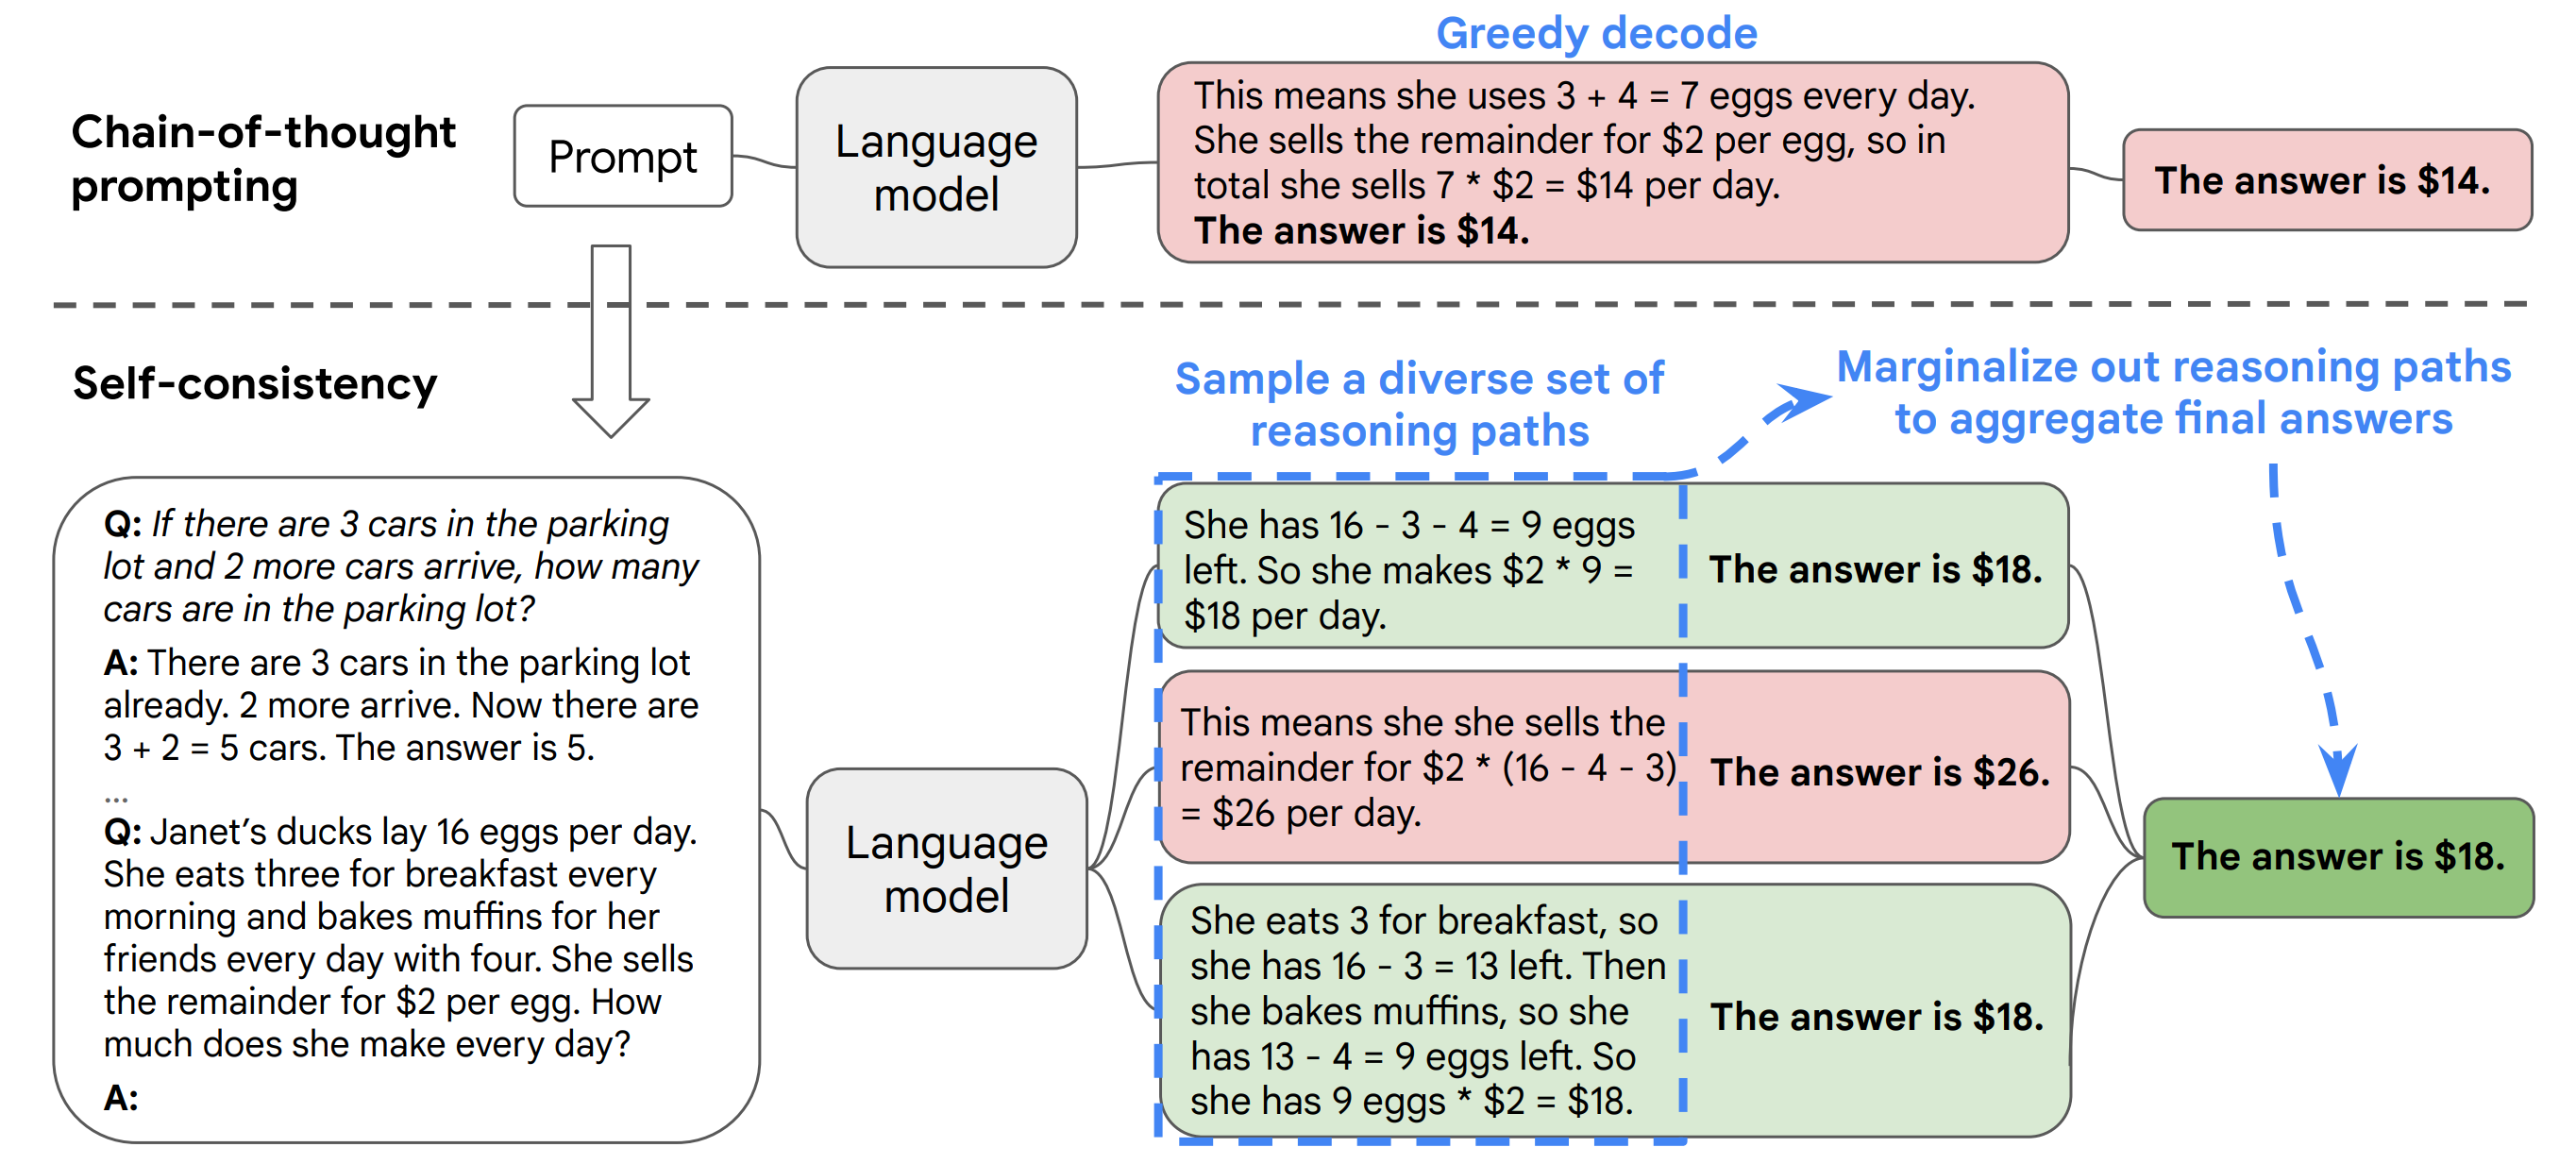 Greedy decode
Chain-of-thought
prompting
Prompt
Language
model
This means she uses 3 + 4 = 7 eggs every day.
She sells the remainder for $2 per egg, so in
total she sells 7 * $2 = $14 per day.
The answer is $14.
The answer is $14.
Self-consistency
Sample a diverse set of
reasoning paths
Marginalize out reasoning paths
to aggregate final answers
Q: If there are 3 cars in the parking
lot and 2 more cars arrive, how many
cars are in the parking lot?
A: There are 3 cars in the parking lot
already. 2 more arrive. Now there are
3 + 2 = 5 cars. The answer is 5.
...
Q: Janet’s ducks lay 16 eggs per day.
She eats three for breakfast every
morning and bakes muffins for her
friends every day with four. She sells
the remainder for $2 per egg. How
much does she make every day?
A:
Language
model
She has 16 - 3 - 4 = 9 eggs
left. So she makes $2 * 9 =
$18 per day.
The answer is $18.
This means she she sells the
remainder for $2 * (16 - 4 - 3)
= $26 per day.
The answer is $26.
She eats 3 for breakfast, so
she has 16 - 3 = 13 left. Then
she bakes muffins, so she
has 13 - 4 = 9 eggs left. So
she has 9 eggs * $2 = $18.
The answer is $18.
The answer is $18.